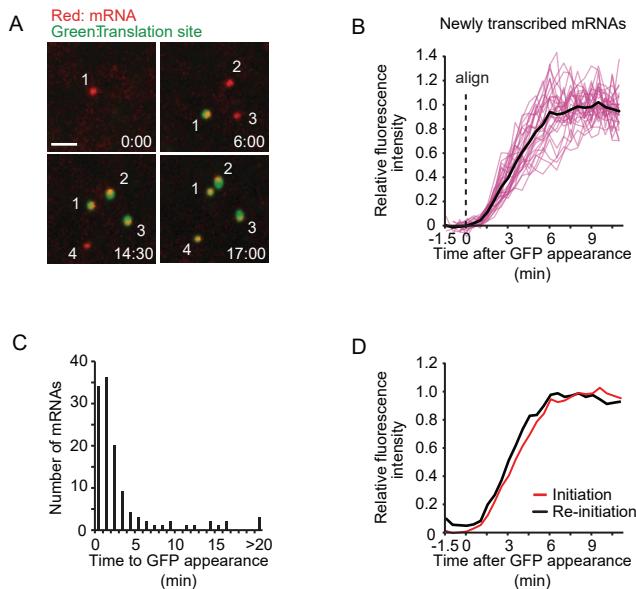 A
Red: mRNA
Green:Translation site
1
0:00
2
1
3
6:00
1
2
3
4
14:30
1
2
3
4
17:00
B
Newly transcribed mRNAs
align
Relative fluorescence
intensity
1.4
1.2
1.0
0.8
0.6
0.4
0.2
0
-1.5
0
3
6
9
Time after GFP appearance
(min)
C
Number of mRNAs
40
30
20
10
0
0
5
10
15
>20
Time to GFP appearance
(min)
D
Relative fluorescence
intensity
1.2
1.0
0.8
0.6
0.4
0.2
0
Initiation
Re-initiation
-1.5
0
3
6
9
Time after GFP appearance
(min)